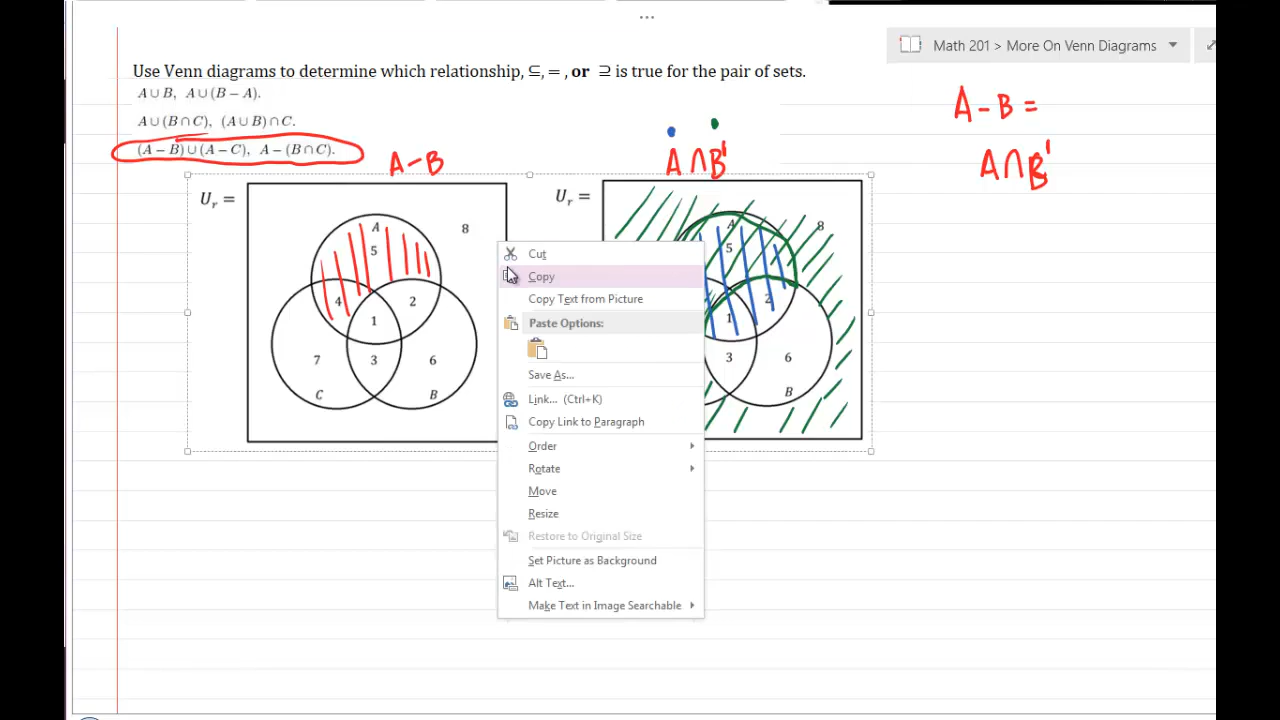 Math 201 > More On Venn Diagrams
Use Venn diagrams to determine which relationship, ⊆, =, or ⊇ is true for the pair of sets.
A ∪ B, A ∪ (B − A).
A ∪ (B ∩ C), (A ∪ B) ∩ C.
(A − B) ∪ (A − C), A − (B ∩ C).
A − B =
A ∩ B'
A − B
A ∩ B'
U_r =
A
8
5
4
2
1
7
3
6
C
B
U_r =
A
8
5
2
1
3
6
B
Cut
Copy
Copy Text from Picture
Paste Options:
Save As...
Link... (Ctrl+K)
Copy Link to Paragraph
Order
Rotate
Move
Resize
Restore to Original Size
Set Picture as Background
Alt Text...
Make Text in Image Searchable